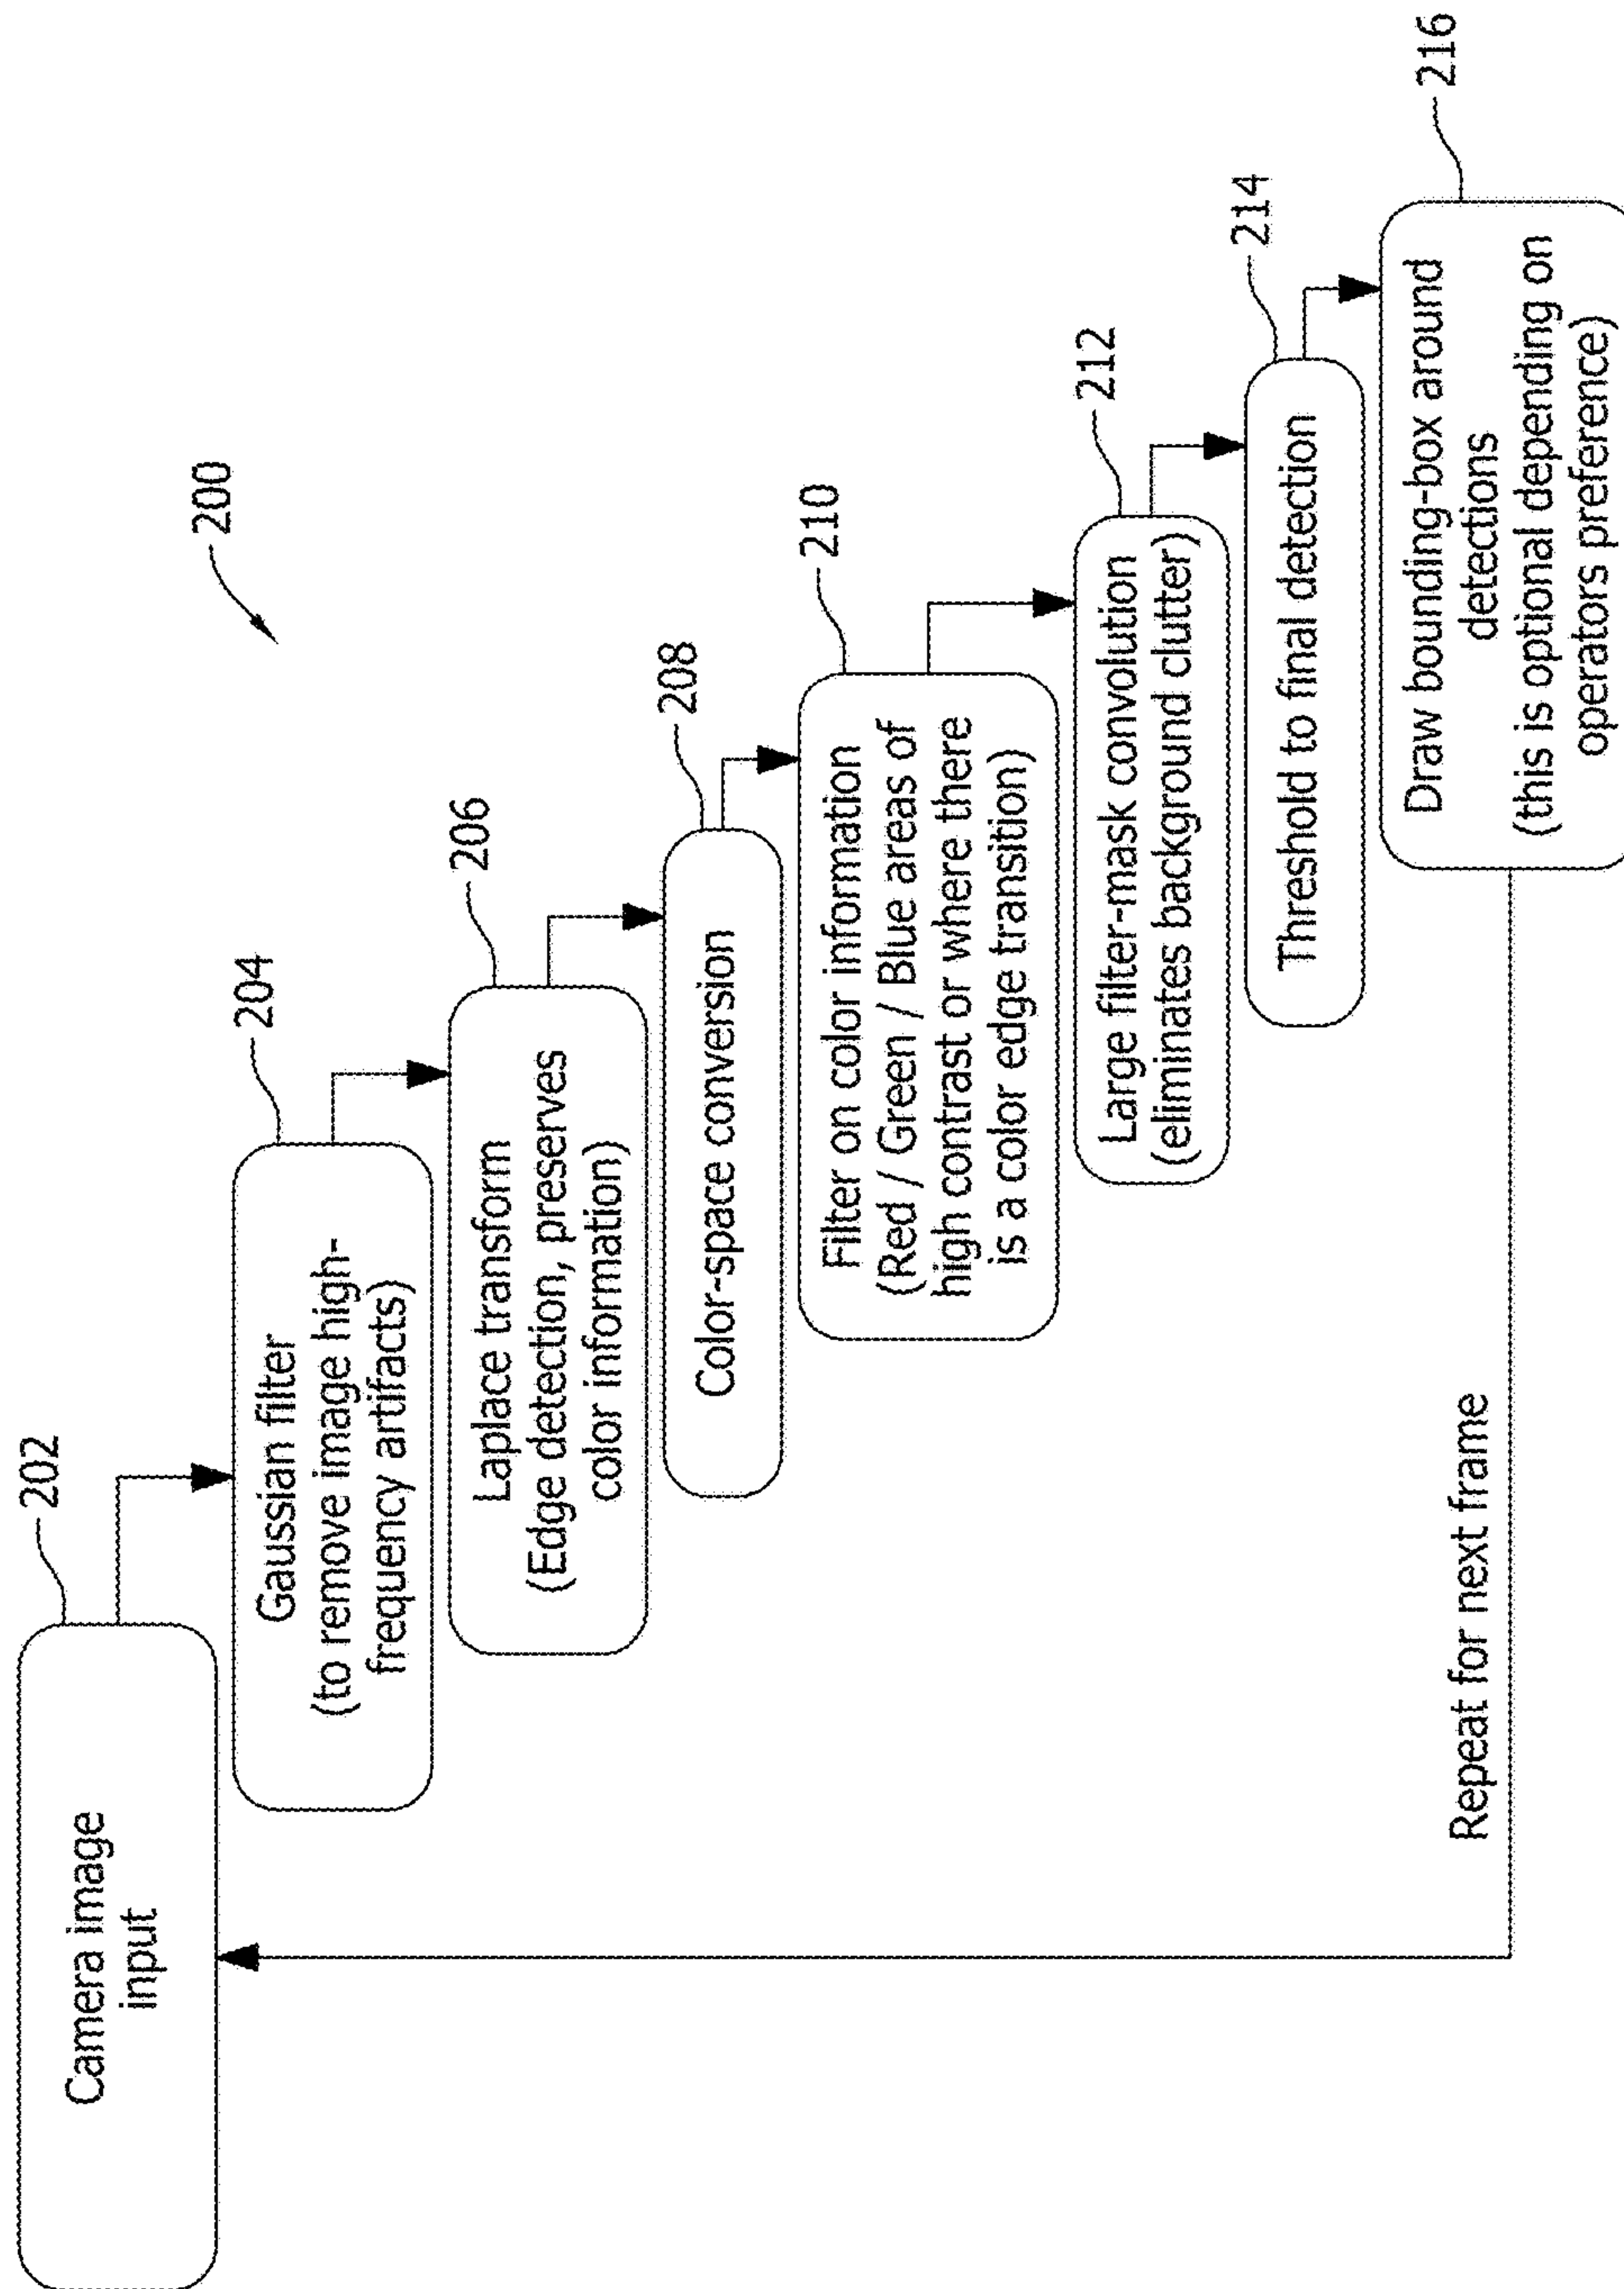 200
202
Camera image
input
204
Gaussian filter
(to remove image high-
frequency artifacts)
206
Laplace transform
(Edge detection, preserves
color information)
208
Color-space conversion
210
Filter on color information
(Red / Green / Blue areas of
high contrast or where there
is a color edge transition)
212
Large filter-mask convolution
(eliminates background clutter)
214
Threshold to final detection
216
Draw bounding-box around
detections
(this is optional depending on
operators preference)
Repeat for next frame